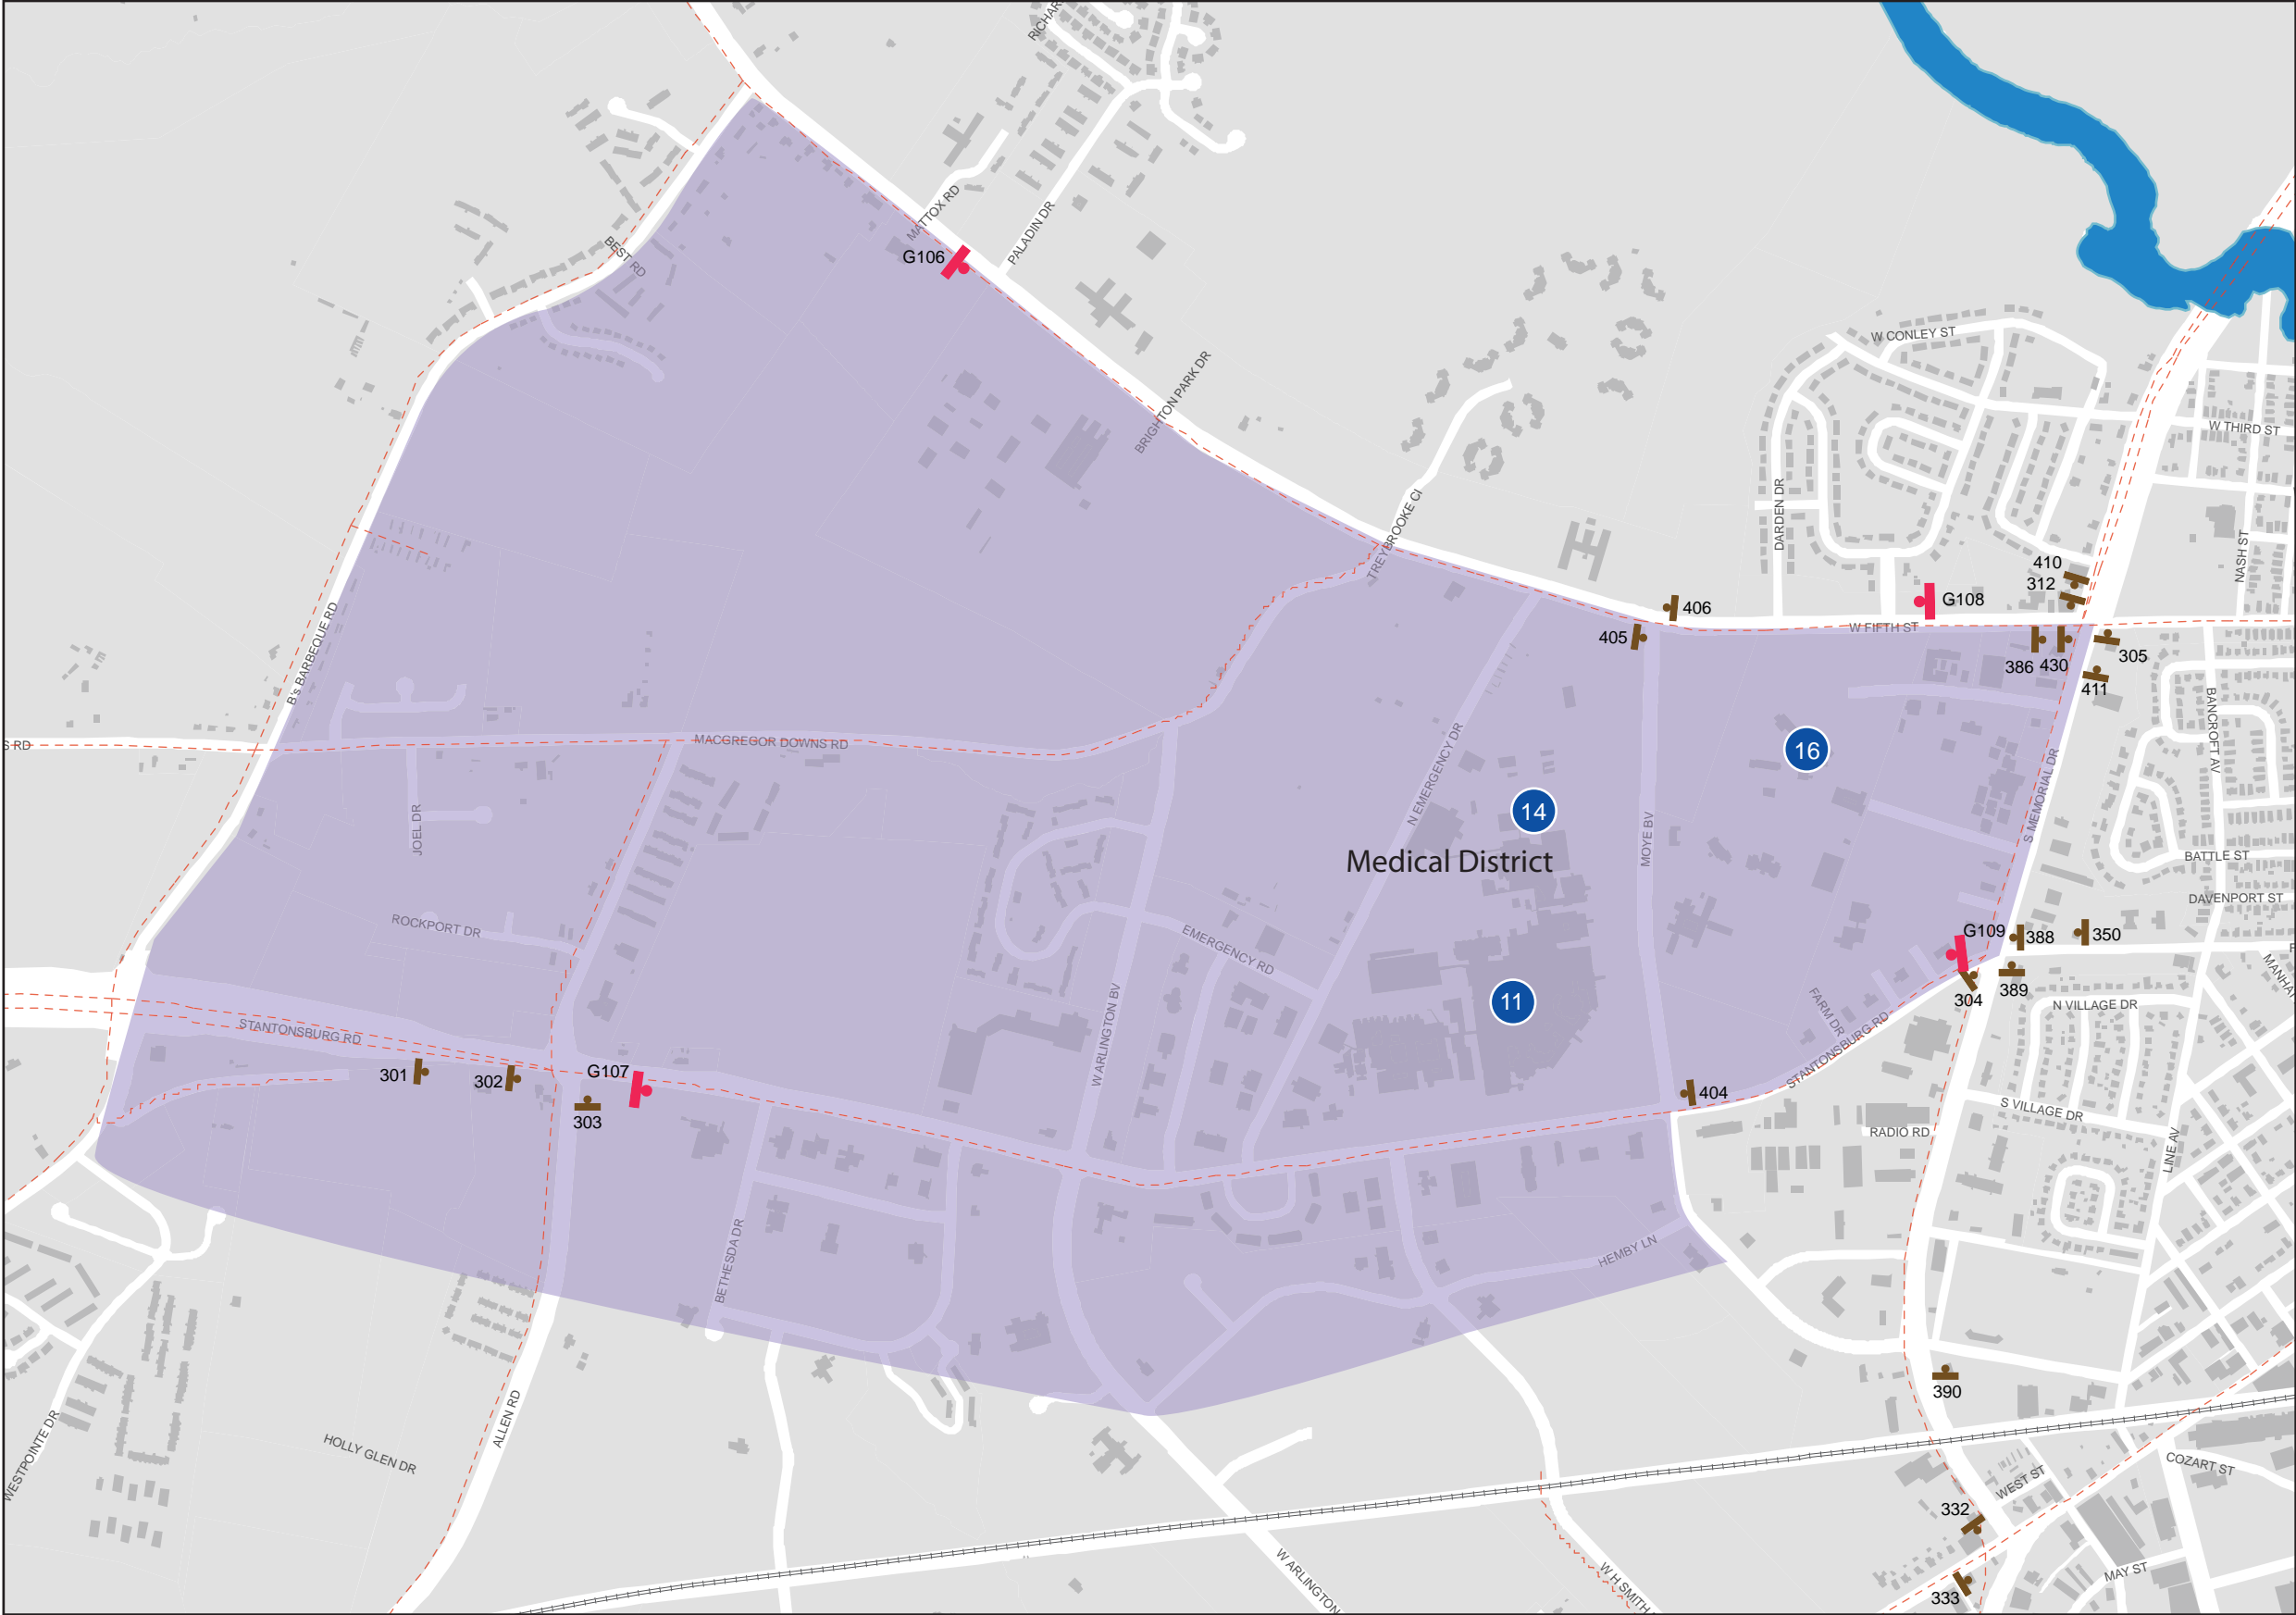 RICHAR
MATTOX RD
PALADIN DR
BEST RD
G106
W CONLEY ST
BRIGHTON PARK DR
W THIRD ST
TREYBROOKE CI
DARDEN DR
NASH ST
410
312
G108
406
405
W FIFTH ST
386
430
305
411
B's BARBEQUE RD
BANCROFT AV
S RD
MACGREGOR DOWNS RD
16
N EMERGENCY DR
S MEMORIAL DR
14
JOEL DR
MOYE BV
Medical District
BATTLE ST
DAVENPORT ST
ROCKPORT DR
EMERGENCY RD
G109
388
350
MANHA
304
389
11
FARM DR
N VILLAGE DR
STANTONSBURG RD
STANTONSBURG RD
W ARLINGTON BV
301
302
G107
303
404
S VILLAGE DR
RADIO RD
LINE AV
BETHESDA DR
HEMBY LN
390
ALLEN RD
WESTPOINTE DR
HOLLY GLEN DR
COZART ST
WEST ST
332
W ARLINGTON
W H SMITH
MAY ST
333